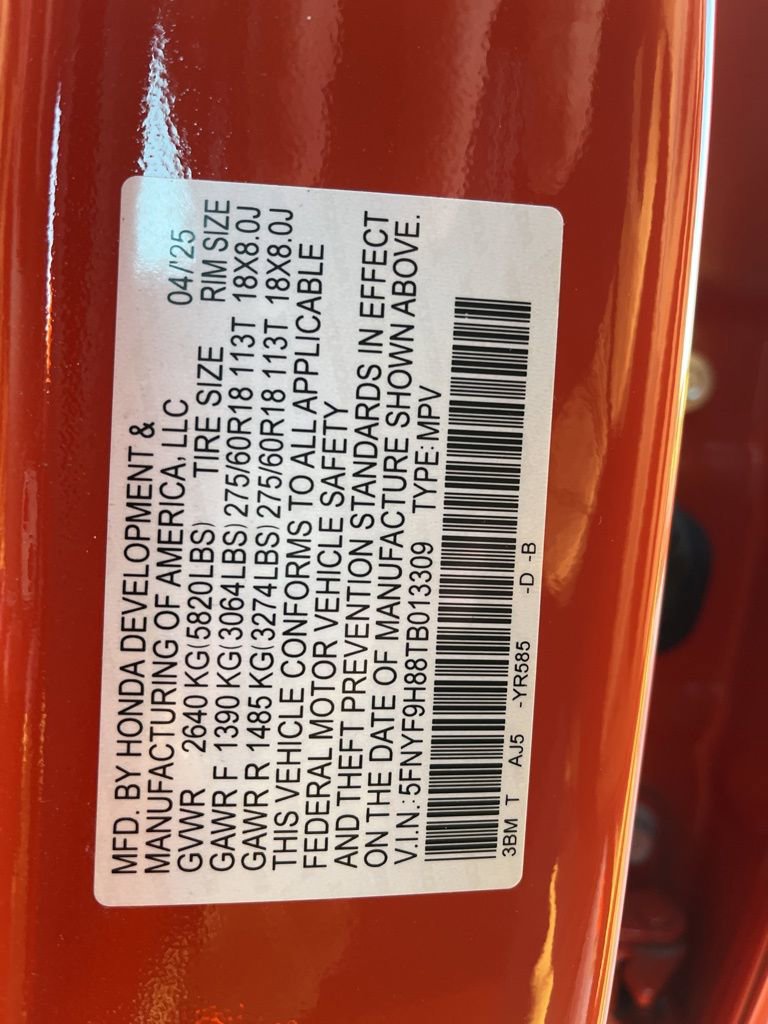 MFD. BY HONDA DEVELOPMENT &
MANUFACTURING OF AMERICA, LLC 04/'25
GVWR 2640 KG(5820LBS) TIRE SIZE RIM SIZE
GAWR F 1390 KG(3064LBS) 275/60R18 113T 18X8.0J
GAWR R 1485 KG(3274LBS) 275/60R18 113T 18X8.0J
THIS VEHICLE CONFORMS TO ALL APPLICABLE
FEDERAL MOTOR VEHICLE SAFETY
AND THEFT PREVENTION STANDARDS IN EFFECT
ON THE DATE OF MANUFACTURE SHOWN ABOVE.
V.I.N.:5FNYF9H88TB013309 TYPE:MPV
3BM T AJ5 -YR585 -D -B